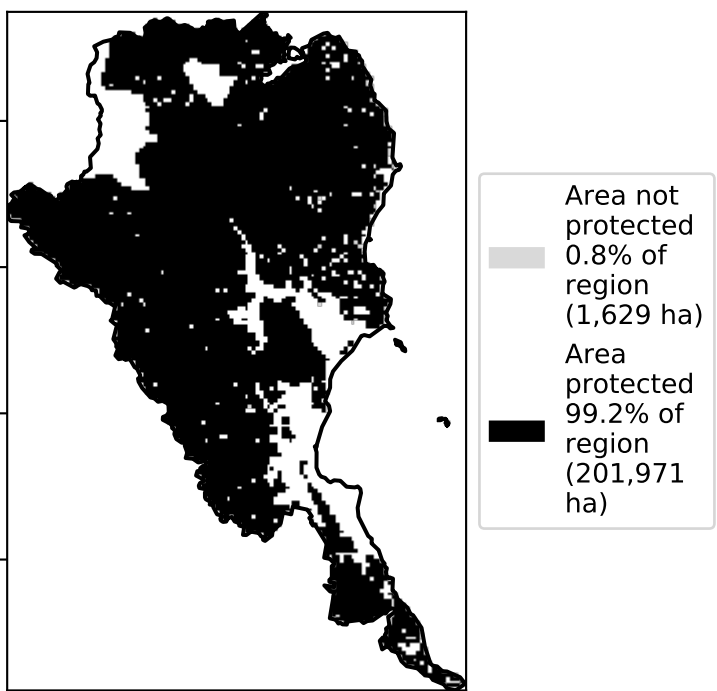 Area not
protected
0.8% of
region
(1,629 ha)
Area
protected
99.2% of
region
(201,971
ha)